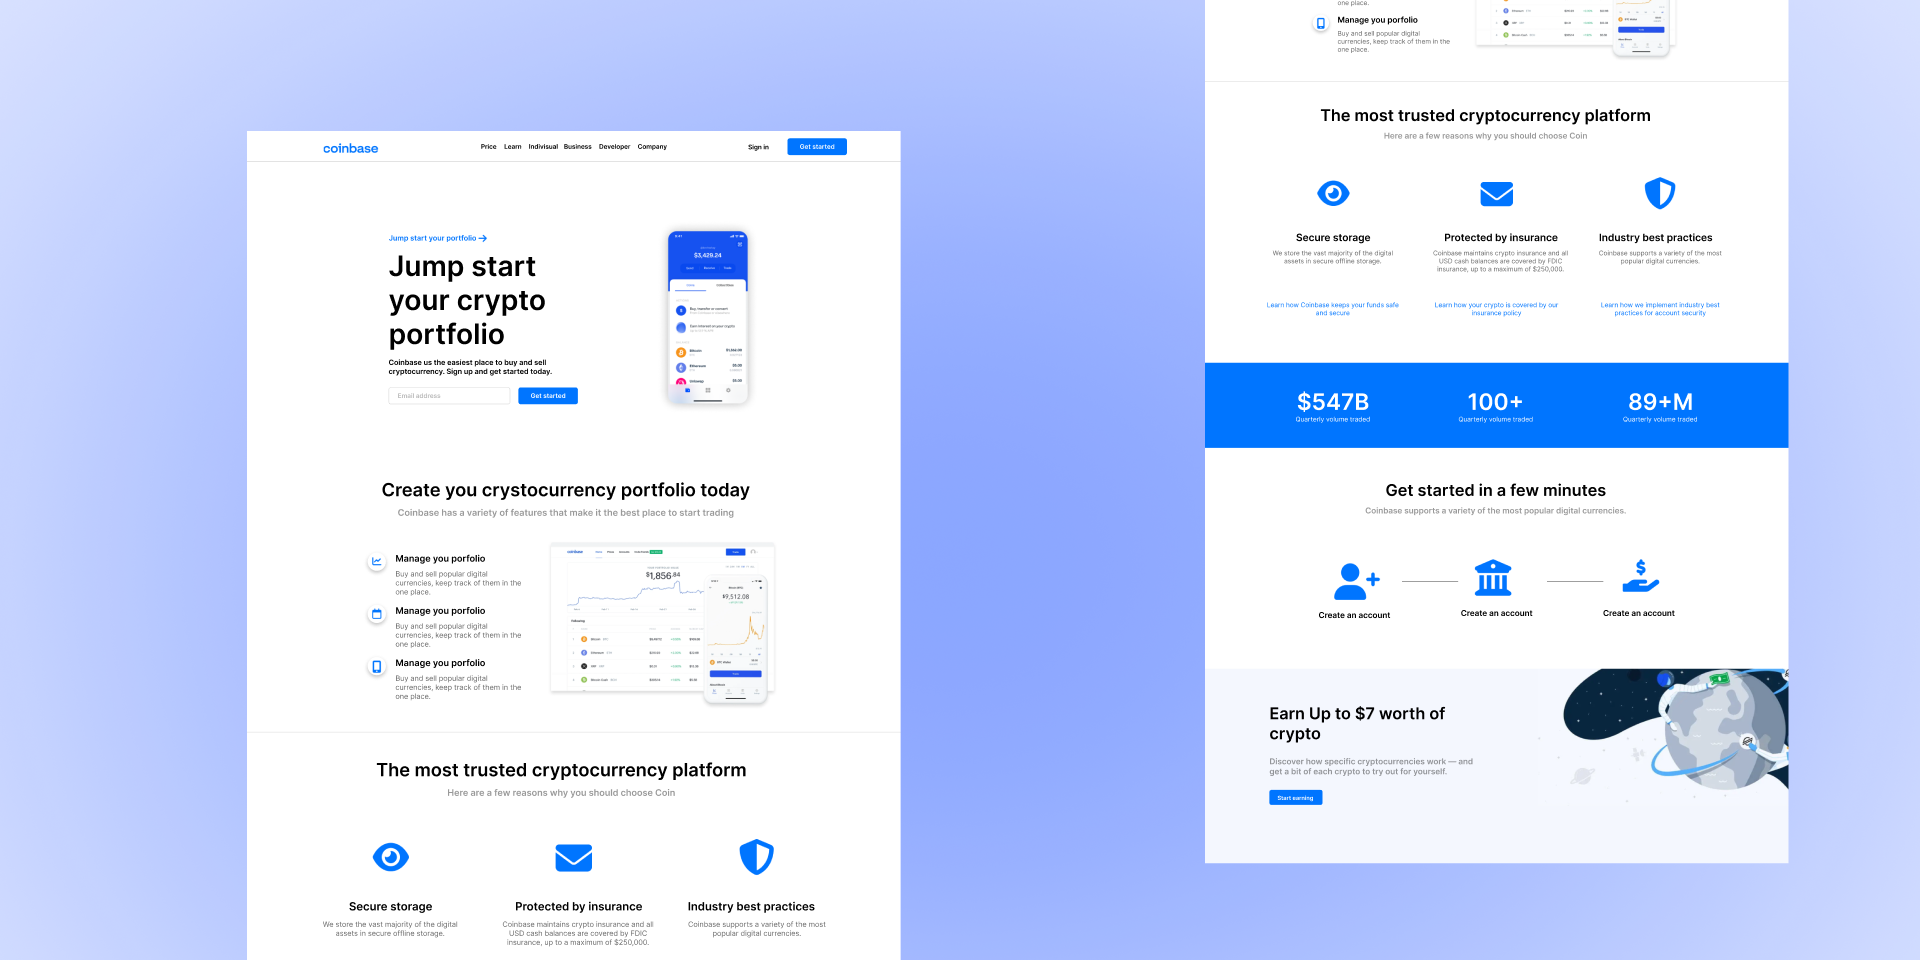 coinbase
Price Learn Indivisual Business Developer Company
Sign in
Get started
Jump start your portfolio
Jump start
your crypto
portfolio
Coinbase us the easiest place to buy and sell
cryptocurrency. Sign up and get started today.
Email address
Get started
$3,429.24
Bitcoin
Ethereum
$5.00
$5.00
Create you crystocurrency portfolio today
Coinbase has a variety of features that make it the best place to start trading
Manage you porfolio
Buy and sell popular digital
currencies, keep track of them in the
one place.
Manage you porfolio
Buy and sell popular digital
currencies, keep track of them in the
one place.
Manage you porfolio
Buy and sell popular digital
currencies, keep track of them in the
one place.
coinbase
$1,856.84
Following
Bitcoin
Ethereum
XRP
Bitcoin Cash
$9,512.08
The most trusted cryptocurrency platform
Here are a few reasons why you should choose Coin
Secure storage
We store the vast majority of the digital
assets in secure offline storage.
Protected by insurance
Coinbase maintains crypto insurance and all
USD cash balances are covered by FDIC
insurance, up to a maximum of $250,000.
Industry best practices
Coinbase supports a variety of the most
popular digital currencies.
one place.
Manage you porfolio
Buy and sell popular digital
currencies, keep track of them in the
one place.
The most trusted cryptocurrency platform
Here are a few reasons why you should choose Coin
Secure storage
We store the vast majority of the digital
assets in secure offline storage.
Learn how Coinbase keeps your funds safe
and secure
Protected by insurance
Coinbase maintains crypto insurance and all
USD cash balances are covered by FDIC
insurance, up to a maximum of $250,000.
Learn how your crypto is covered by our
insurance policy
Industry best practices
Coinbase supports a variety of the most
popular digital currencies.
Learn how we implement industry best
practices for account security
$547B
Quarterly volume traded
100+
Quarterly volume traded
89+M
Quarterly volume traded
Get started in a few minutes
Coinbase supports a variety of the most popular digital currencies.
Create an account
Create an account
Create an account
Earn Up to $7 worth of
crypto
Discover how specific cryptocurrencies work — and
get a bit of each crypto to try out for yourself.
Start earning